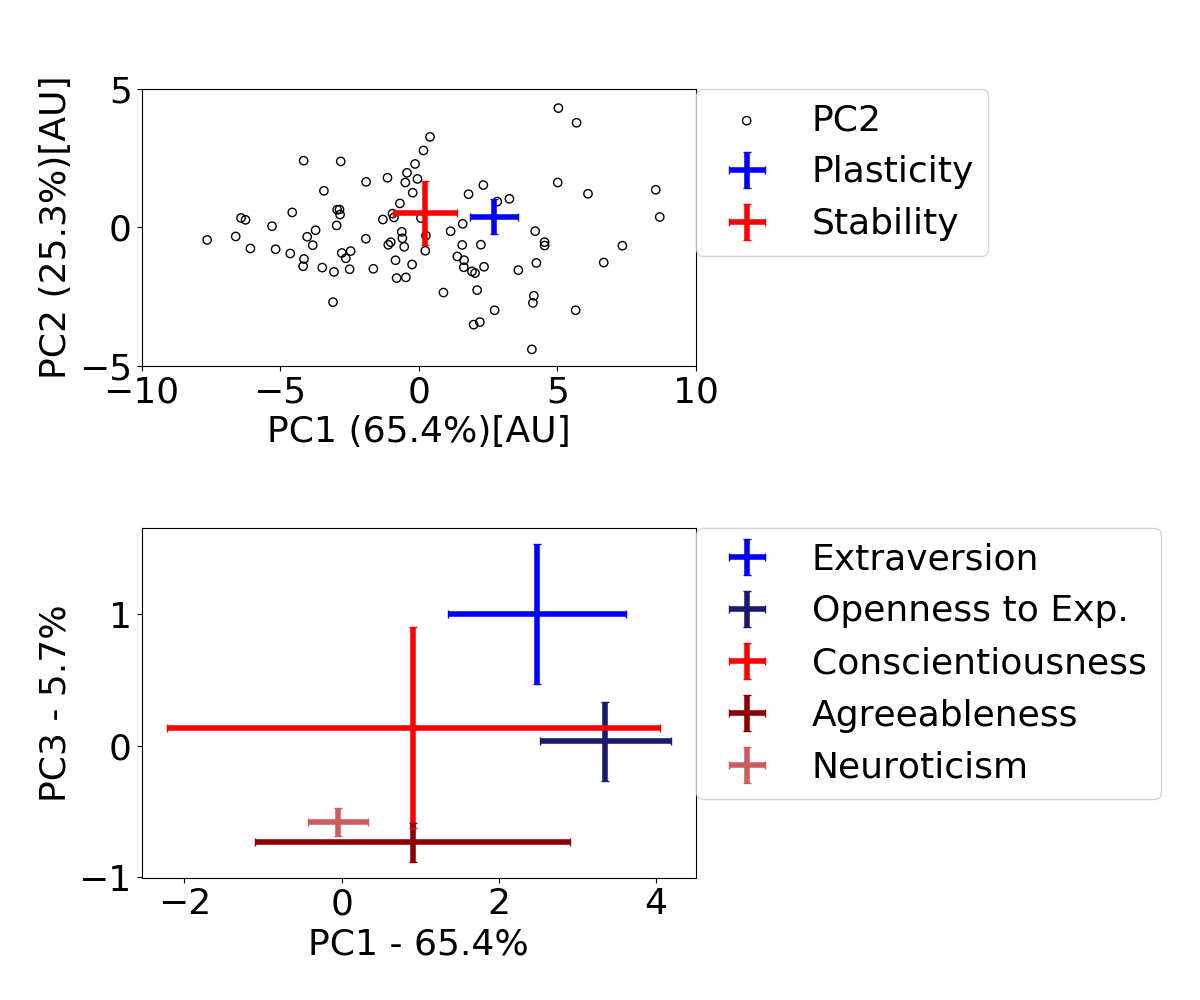 5
0
−5
−10
−5
0
5
10
PC2 (25.3%)[AU]
PC1 (65.4%)[AU]
PC2
Plasticity
Stability
1
0
−1
−2
0
2
4
PC3 - 5.7%
PC1 - 65.4%
Extraversion
Openness to Exp.
Conscientiousness
Agreeableness
Neuroticism